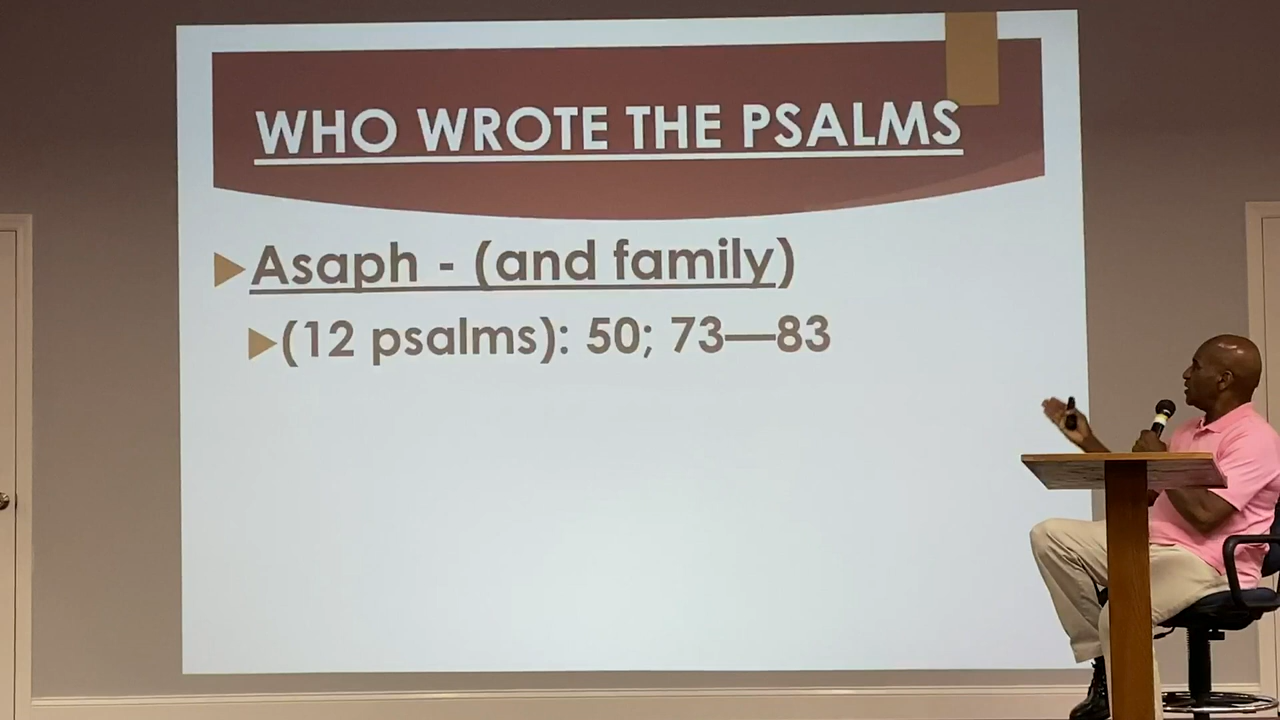 WHO WROTE THE PSALMS
Asaph - (and family)
(12 psalms): 50; 73—83